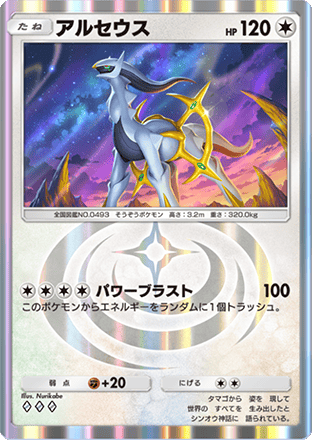 たね アルセウス HP 120
全国図鑑NO.0493 そうぞうポケモン 高さ:3.2m 重さ:320.0kg
パワーブラスト 100
このポケモンからエネルギーをランダムに1個トラッシュ。
弱点 +20 にげる
Illus. Nurikabe
タマゴから 姿を 現して
世界の すべてを 生み出したと
シンオウ神話に 語られている。